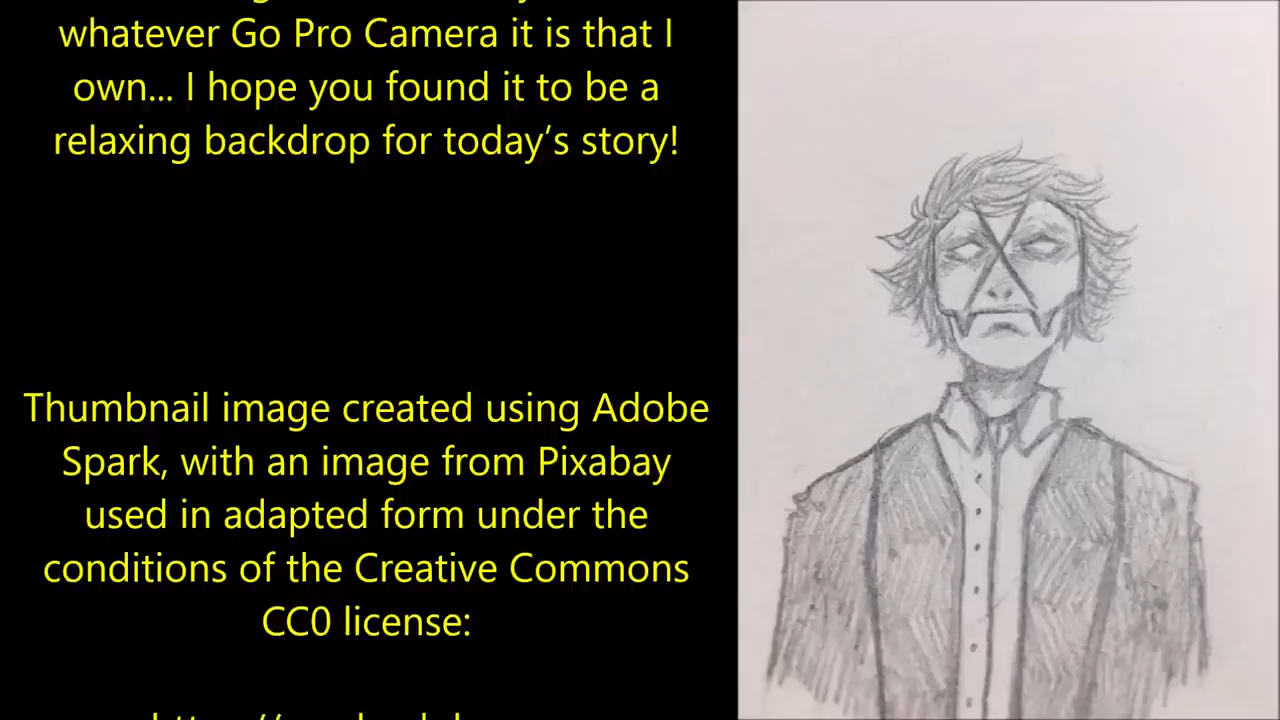 whatever Go Pro Camera it is that I
own... I hope you found it to be a
relaxing backdrop for today's story!
Thumbnail image created using Adobe
Spark, with an image from Pixabay
used in adapted form under the
conditions of the Creative Commons
CC0 license: